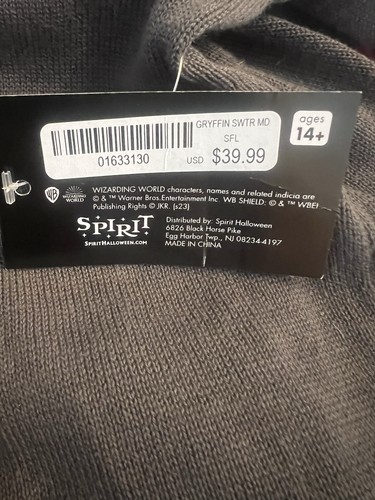 GRYFFIN SWTR MD
SFL
01633130
USD $39.99
ages
14+
WB
WIZARDING
WORLD
WIZARDING WORLD characters, names and related indicia are
© & ™ Warner Bros.Entertainment Inc. WB SHIELD: © & ™ WBEI
Publishing Rights © JKR. (s23)
SPIRIT
SPIRITHALLOWEEN.COM
Distributed by: Spirit Halloween
6826 Black Horse Pike
Egg Harbor Twp., NJ 08234-4197
MADE IN CHINA